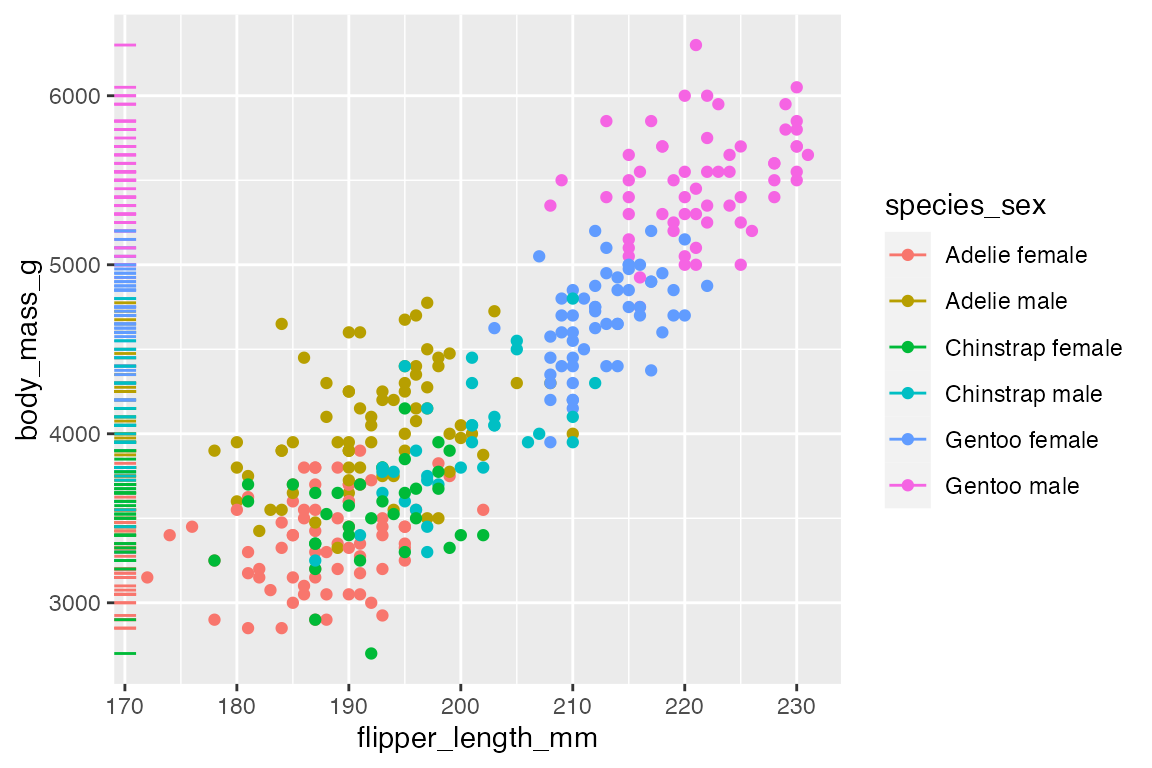 body_mass_g
6000
5000
4000
3000
170 180 190 200 210 220 230
flipper_length_mm
species_sex
Adelie female
Adelie male
Chinstrap female
Chinstrap male
Gentoo female
Gentoo male